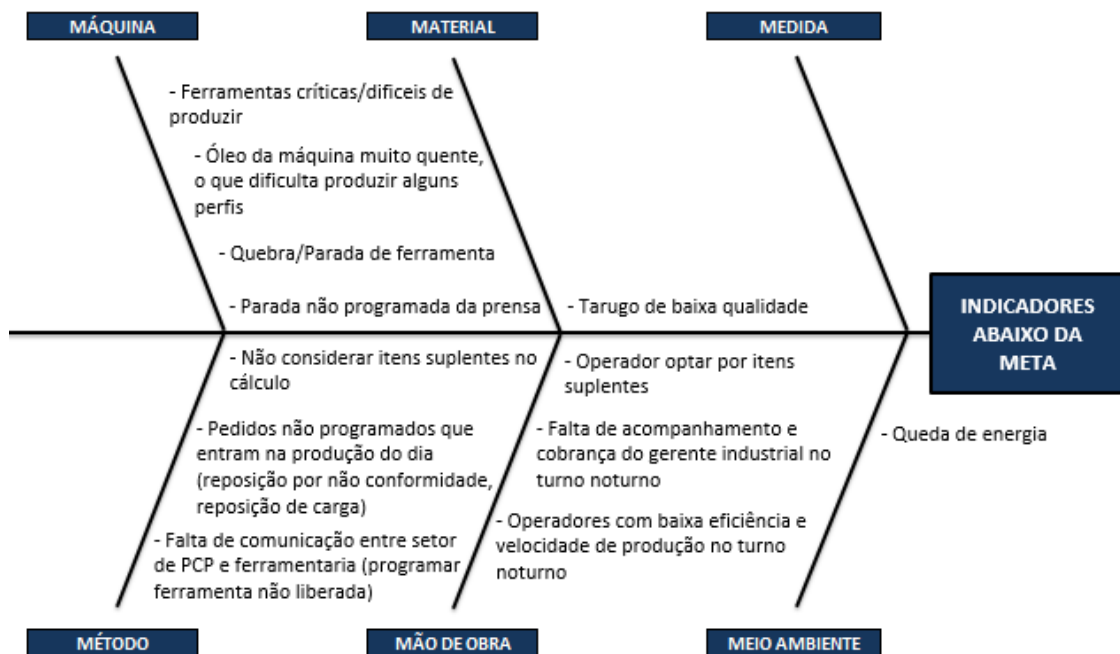 MÁQUINA
MATERIAL
MEDIDA
- Ferramentas críticas/dificeis de
produzir
- Óleo da máquina muito quente,
o que dificulta produzir alguns
perfis
- Quebra/Parada de ferramenta
- Parada não programada da prensa
- Tarugo de baixa qualidade
INDICADORES
ABAIXO DA
META
- Não considerar itens suplentes no
cálculo
- Pedidos não programados que
entram na produção do dia
(reposição por não conformidade,
reposição de carga)
- Falta de comunicação entre setor
de PCP e ferramentaria (programar
ferramenta não liberada)
- Operador optar por itens
suplentes
- Falta de acompanhamento e
cobrança do gerente industrial no
turno noturno
- Operadores com baixa eficiência e
velocidade de produção no turno
noturno
- Queda de energia
MÉTODO
MÃO DE OBRA
MEIO AMBIENTE